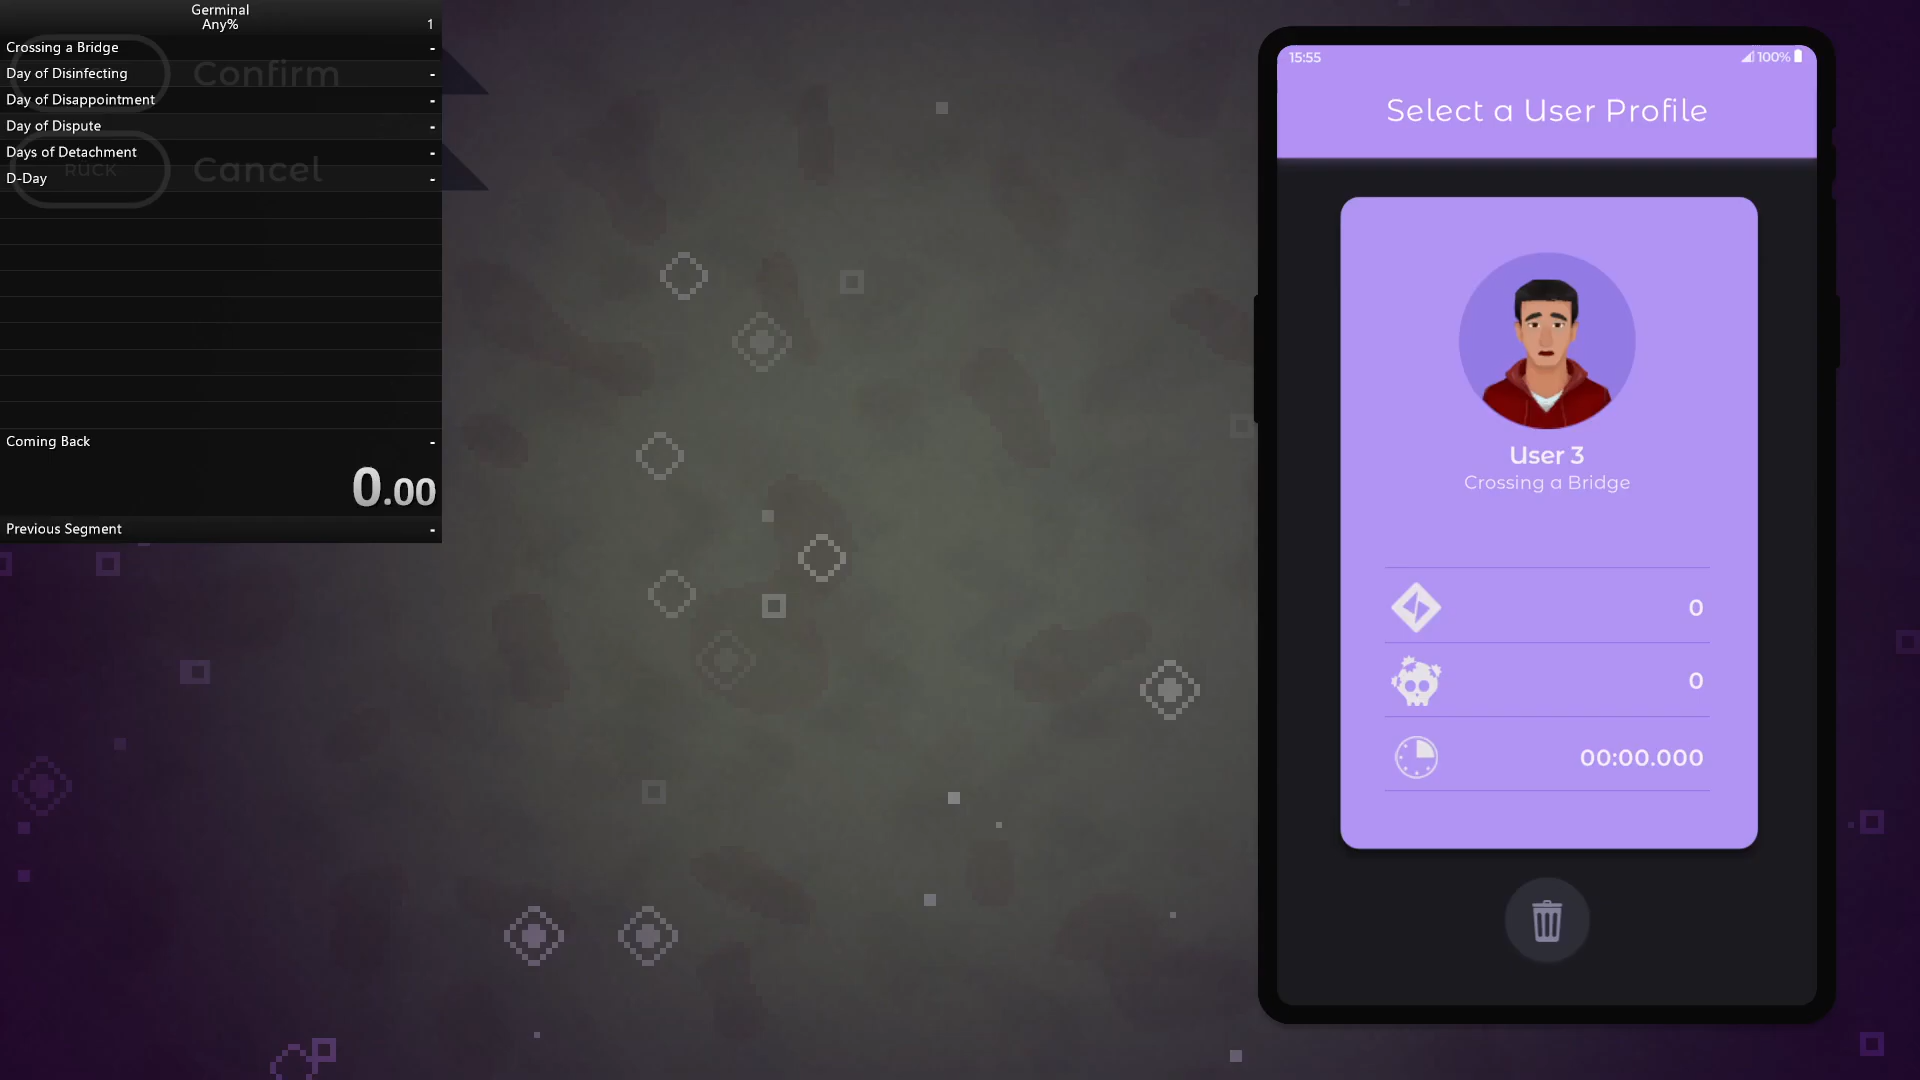 Germinal
Any%
1
Crossing a Bridge -
Day of Disinfecting -
Day of Disappointment -
Day of Dispute -
Days of Detachment -
D-Day -
Confirm
RUCK
Cancel
Coming Back -
0.00
Previous Segment -
15:55
100%
Select a User Profile
User 3
Crossing a Bridge
0
0
00:00.000